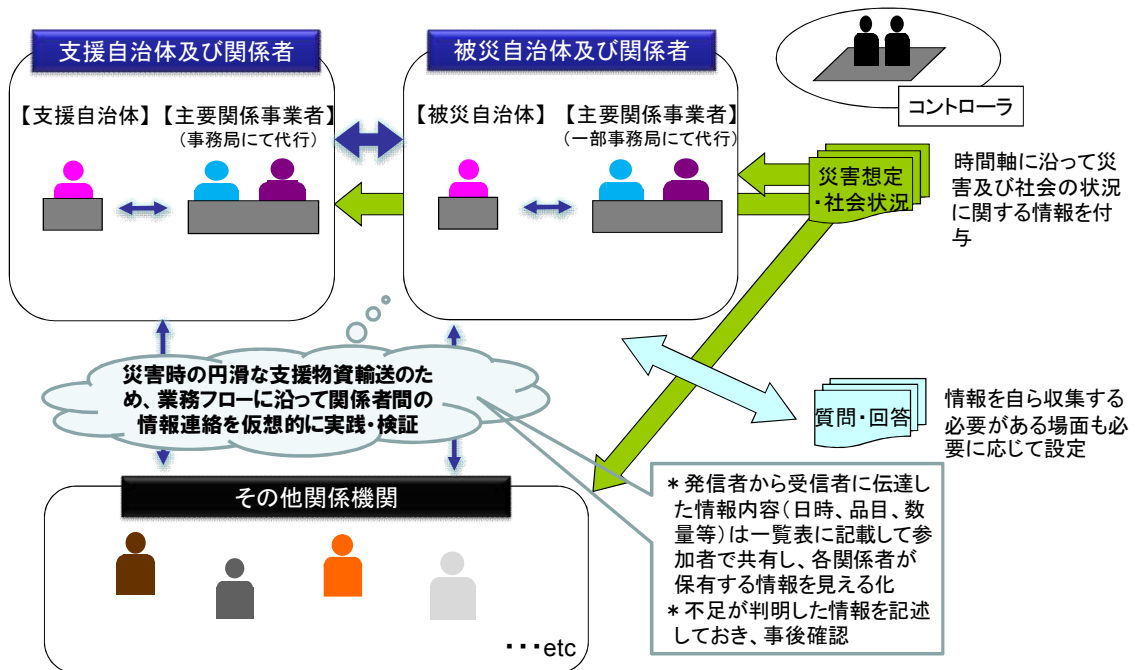 支援自治体及び関係者
被災自治体及び関係者
コントローラ
【支援自治体】
【主要関係事業者】
（事務局にて代行）
【被災自治体】
【主要関係事業者】
（一部事務局にて代行）
災害想定
・社会状況
時間軸に沿って災
害及び社会の状況
に関する情報を付
与
災害時の円滑な支援物資輸送のた
め、業務フローに沿って関係者間の
情報連絡を仮想的に実践・検証
質問・回答
情報を自ら収集する
必要がある場面も必
要に応じて設定
その他関係機関
＊発信者から受信者に伝達し
た情報内容（日時、品目、数
量等）は一覧表に記載して参
加者で共有し、各関係者が
保有する情報を見える化
＊不足が判明した情報を記述
しておき、事後確認
・・・etc